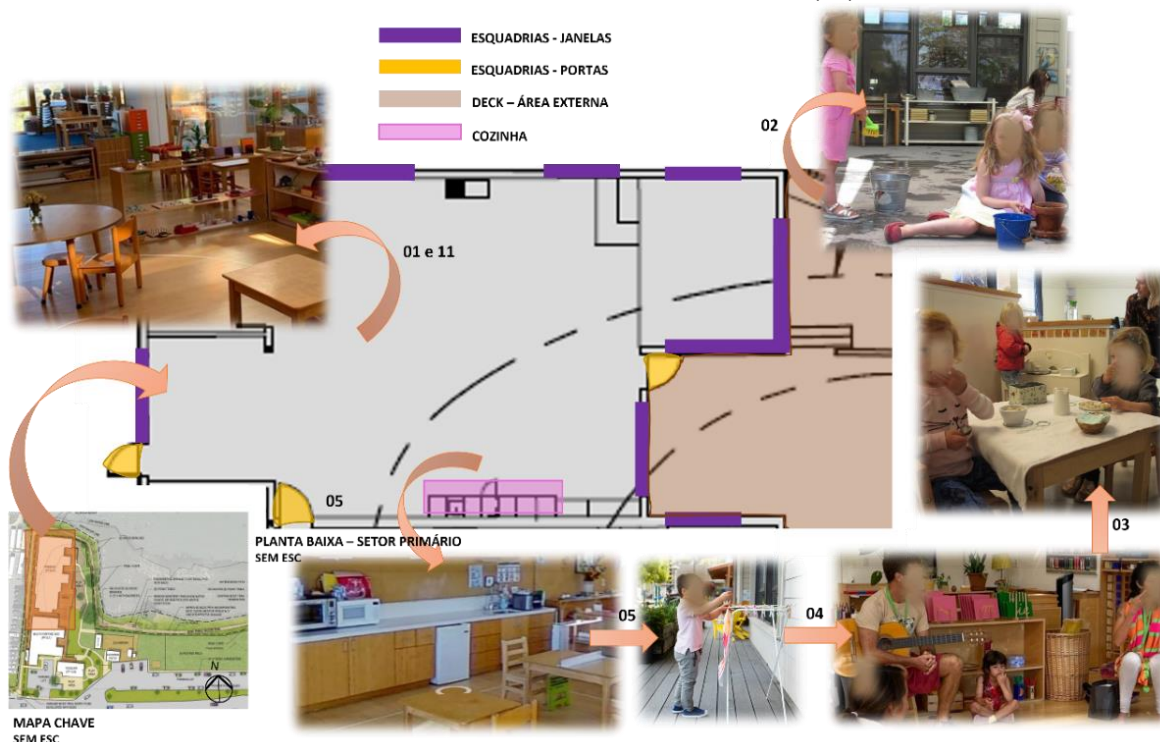 ESQUADRIAS - JANELAS
ESQUADRIAS - PORTAS
DECK – ÁREA EXTERNA
COZINHA
02
01 e 11
05
PLANTA BAIXA – SETOR PRIMÁRIO
SEM ESC
03
05
04
N
MAPA CHAVE
SEM ESC